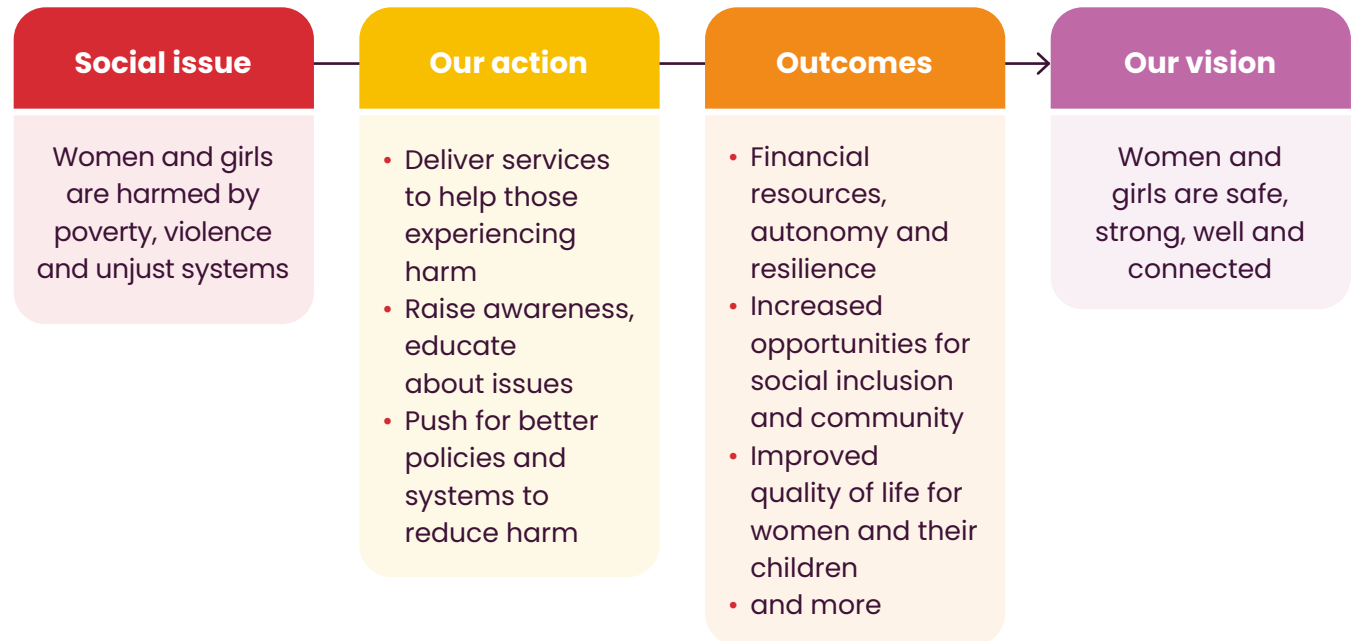 Social issue
Women and girls
are harmed by
poverty, violence
and unjust systems
Our action
• Deliver services
to help those
experiencing
harm
• Raise awareness,
educate
about issues
• Push for better
policies and
systems to
reduce harm
Outcomes
• Financial
resources,
autonomy and
resilience
• Increased
opportunities for
social inclusion
and community
• Improved
quality of life for
women and their
children
• and more
Our vision
Women and
girls are safe,
strong, well and
connected